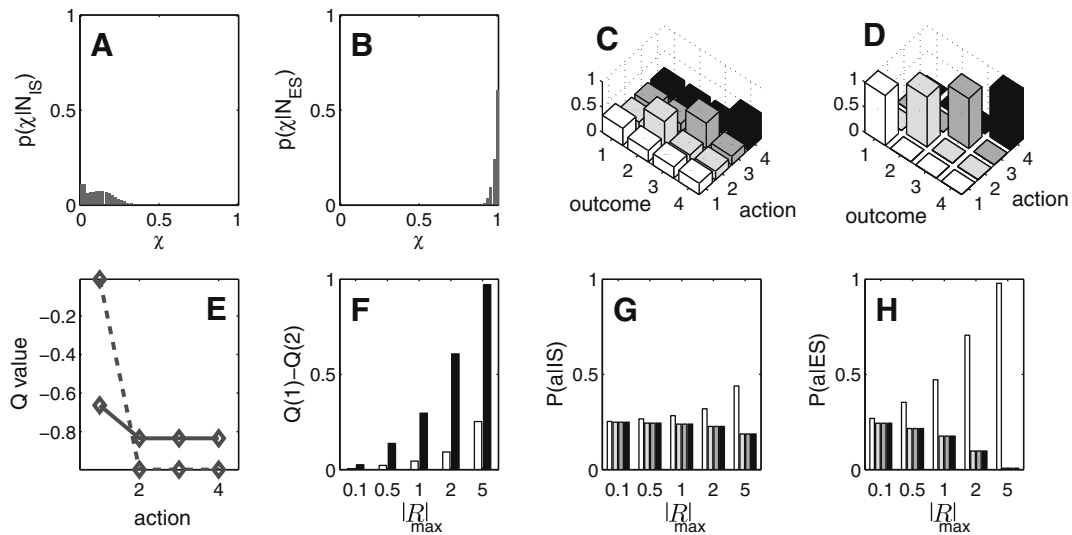 A
p(χ|N_IS)
1
0.5
0
0 0.5 1
χ
B
p(χ|N_ES)
1
0.5
0
0 0.5 1
χ
C
1
0.5
0
1 2 3 4
outcome
1 2 3 4
action
D
1
0.5
0
1 2 3 4
outcome
1 2 3 4
action
E
Q value
−0.2
−0.4
−0.6
−0.8
2 4
action
F
Q(1)−Q(2)
1
0.5
0
0.1 0.5 1 2 5
|R|max
G
P(a|IS)
1
0.5
0
0.1 0.5 1 2 5
|R|max
H
P(a|ES)
1
0.5
0
0.1 0.5 1 2 5
|R|max